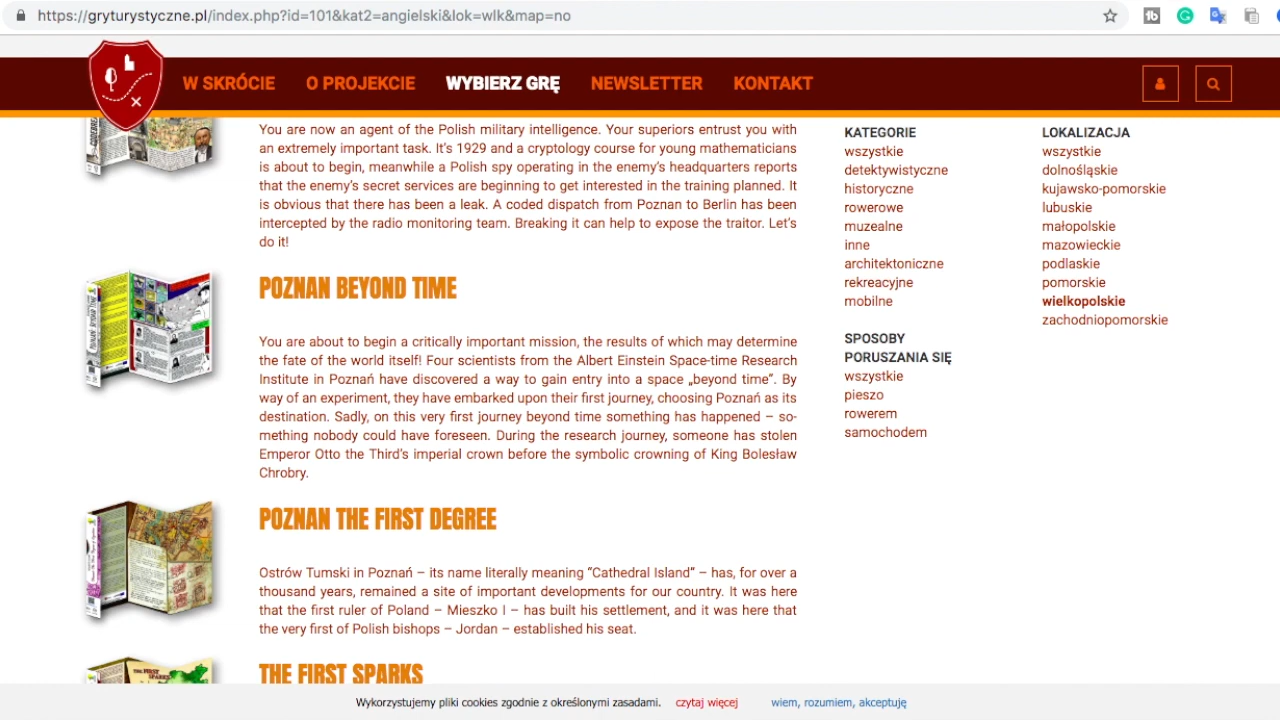 https://gryturystyczne.pl/index.php?id=101&kat2=angielski&lok=wlk&map=no
W SKRÓCIE
O PROJEKCIE
WYBIERZ GRĘ
NEWSLETTER
KONTAKT
You are now an agent of the Polish military intelligence. Your superiors entrust you with
an extremely important task. It's 1929 and a cryptology course for young mathematicians
is about to begin, meanwhile a Polish spy operating in the enemy's headquarters reports
that the enemy's secret services are beginning to get interested in the training planned. It
is obvious that there has been a leak. A coded dispatch from Poznan to Berlin has been
intercepted by the radio monitoring team. Breaking it can help to expose the traitor. Let's
do it!
POZNAN BEYOND TIME
You are about to begin a critically important mission, the results of which may determine
the fate of the world itself! Four scientists from the Albert Einstein Space-time Research
Institute in Poznań have discovered a way to gain entry into a space „beyond time". By
way of an experiment, they have embarked upon their first journey, choosing Poznań as its
destination. Sadly, on this very first journey beyond time something has happened – so-
mething nobody could have foreseen. During the research journey, someone has stolen
Emperor Otto the Third's imperial crown before the symbolic crowning of King Bolesław
Chrobry.
POZNAN THE FIRST DEGREE
Ostrów Tumski in Poznań – its name literally meaning "Cathedral Island" – has, for over a
thousand years, remained a site of important developments for our country. It was here
that the first ruler of Poland – Mieszko I – has built his settlement, and it was here that
the very first of Polish bishops – Jordan – established his seat.
THE FIRST SPARKS
KATEGORIE
wszystkie
detektywistyczne
historyczne
rowerowe
muzealne
inne
architektoniczne
rekreacyjne
mobilne
SPOSOBY
PORUSZANIA SIĘ
wszystkie
pieszo
rowerem
samochodem
LOKALIZACJA
wszystkie
dolnośląskie
kujawsko-pomorskie
lubuskie
małopolskie
mazowieckie
podlaskie
pomorskie
wielkopolskie
zachodniopomorskie
Wykorzystujemy pliki cookies zgodnie z określonymi zasadami. czytaj więcej wiem, rozumiem, akceptuję